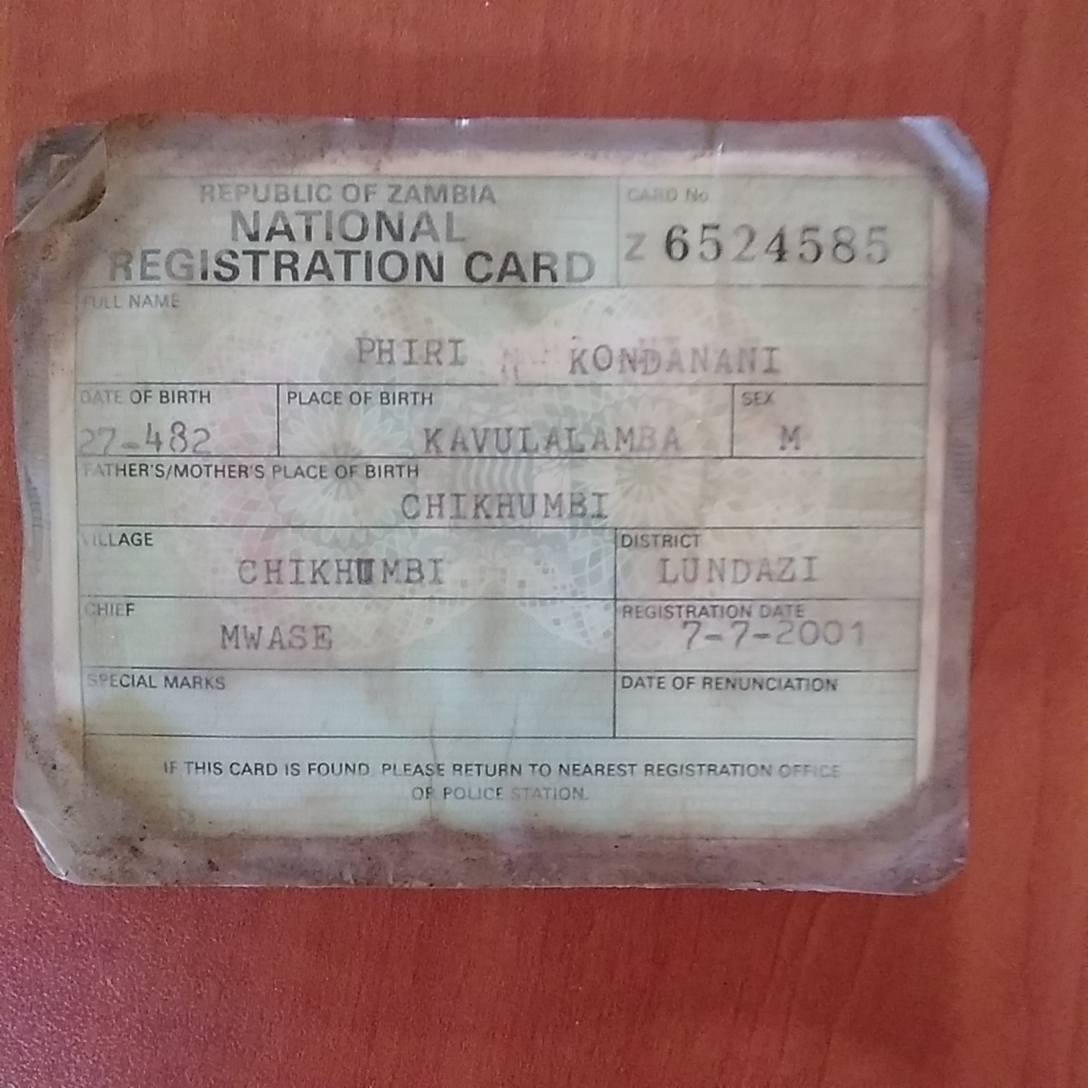 REPUBLIC OF ZAMBIA
NATIONAL
REGISTRATION CARD
CARD No.
Z 6524585
FULL NAME
PHIRI KONDANANI
DATE OF BIRTH
27-482
PLACE OF BIRTH
KAVULALAMBA
SEX
M
FATHER'S/MOTHER'S PLACE OF BIRTH
CHIKHUMBI
VILLAGE
CHIKHUMBI
DISTRICT
LUNDAZI
CHIEF
MWASE
REGISTRATION DATE
7-7-2001
SPECIAL MARKS
DATE OF RENUNCIATION
IF THIS CARD IS FOUND, PLEASE RETURN TO NEAREST REGISTRATION OFFICE
OR POLICE STATION.